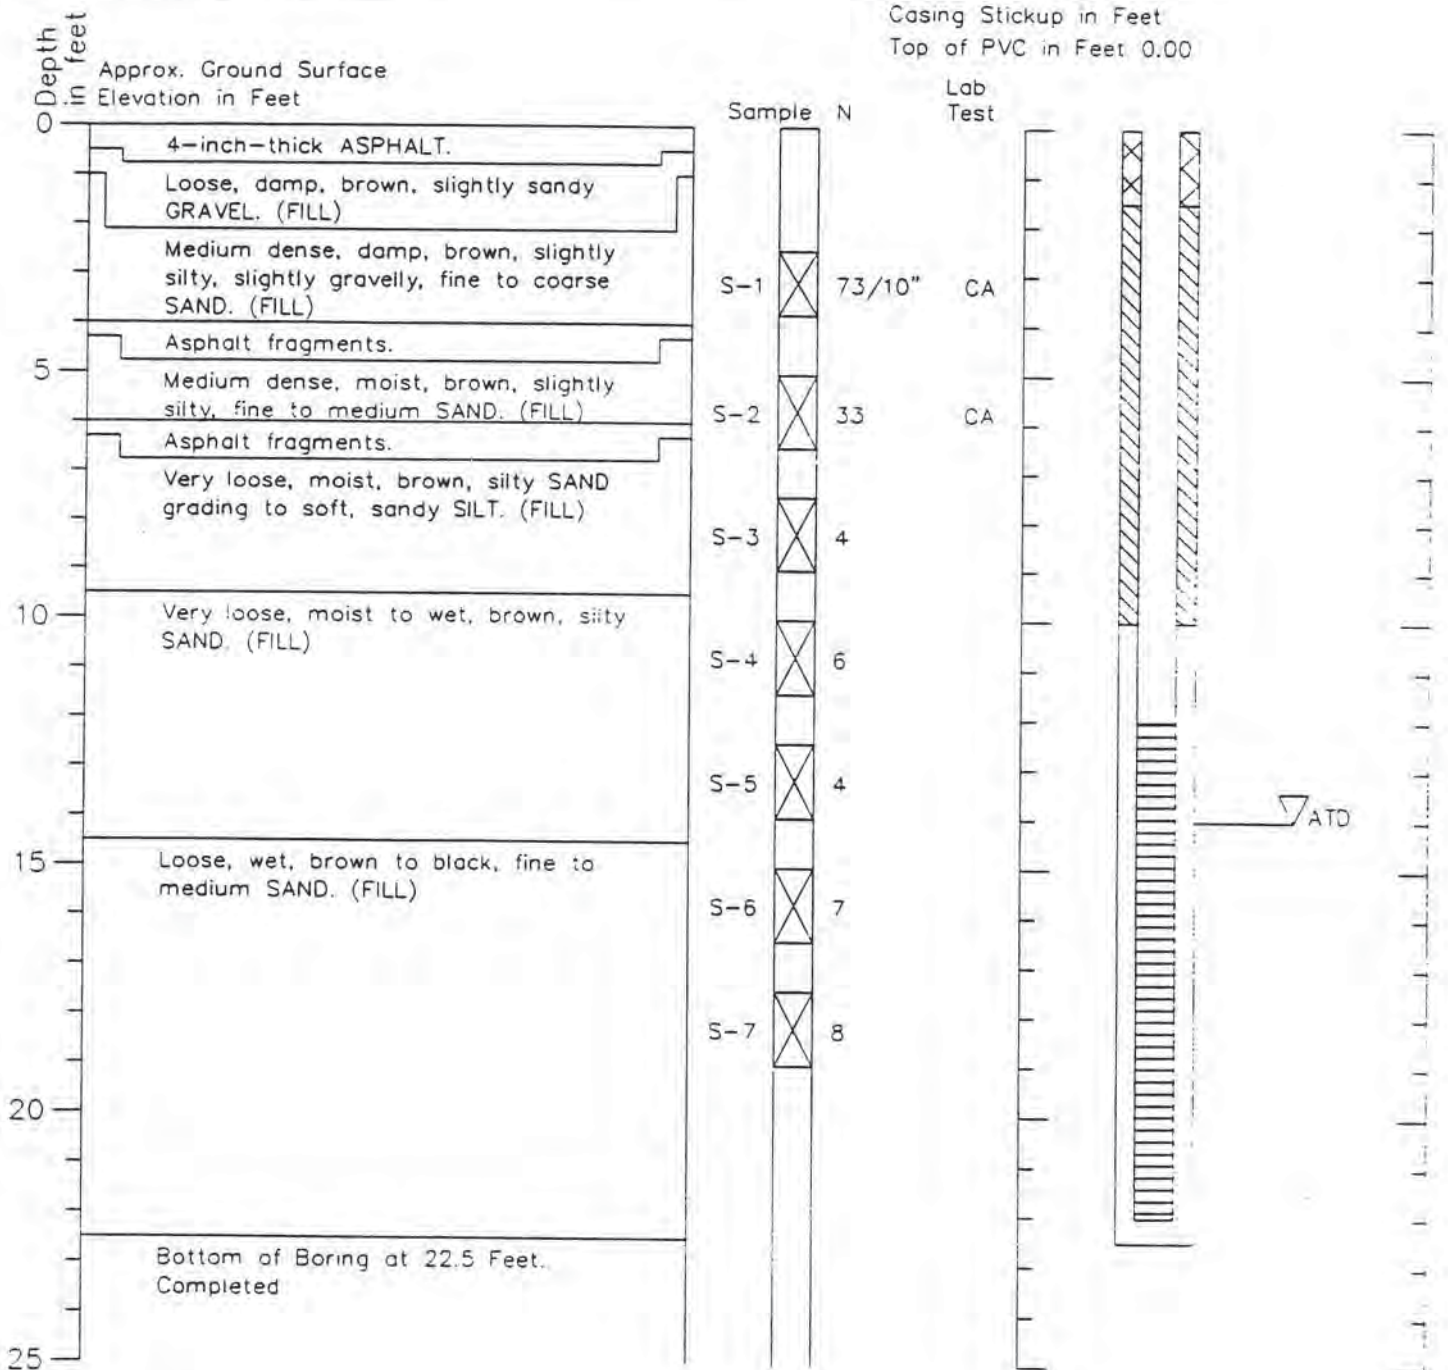 Casing Stickup in Feet
Top of PVC in Feet 0.00
Depth
in feet
Approx. Ground Surface
Elevation in Feet
Sample N
Lab
Test
0
4-inch-thick ASPHALT.
Loose, damp, brown, slightly sandy
GRAVEL. (FILL)
Medium dense, damp, brown, slightly
silty, slightly gravelly, fine to coarse
SAND. (FILL)
S-1 73/10" CA
Asphalt fragments.
5
Medium dense, moist, brown, slightly
silty, fine to medium SAND. (FILL)
S-2 33 CA
Asphalt fragments.
Very loose, moist, brown, silty SAND
grading to soft, sandy SILT. (FILL)
S-3 4
10
Very loose, moist to wet, brown, silty
SAND. (FILL)
S-4 6
S-5 4
ATD
15
Loose, wet, brown to black, fine to
medium SAND. (FILL)
S-6 7
S-7 8
20
Bottom of Boring at 22.5 Feet.
Completed
25